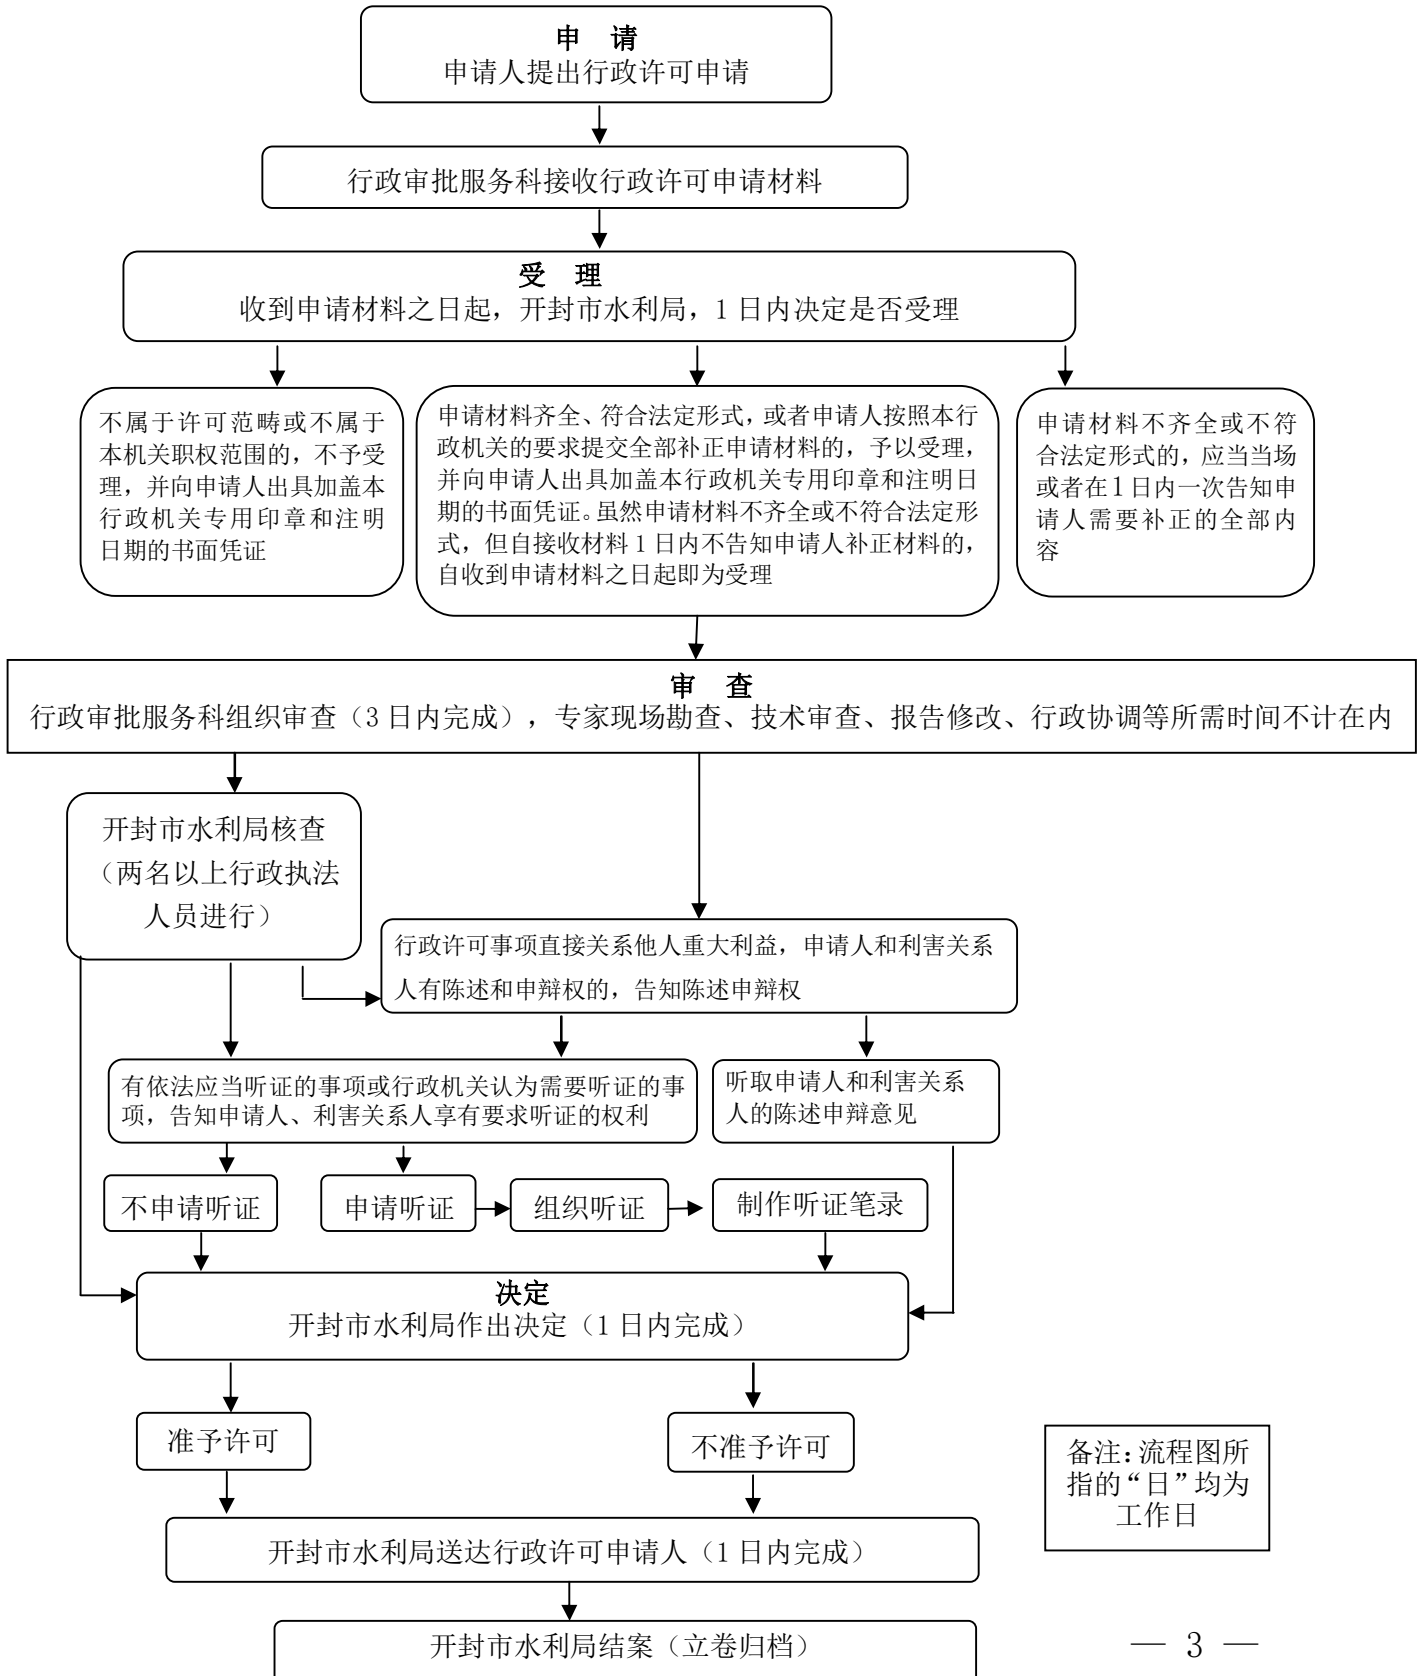 申 请
申请人提出行政许可申请
行政审批服务科接收行政许可申请材料
受 理
收到申请材料之日起，开封市水利局，1 日内决定是否受理
不属于许可范畴或不属于
本机关职权范围的，不予受
理，并向申请人出具加盖本
行政机关专用印章和注明
日期的书面凭证
申请材料齐全、符合法定形式，或者申请人按照本行
政机关的要求提交全部补正申请材料的，予以受理，
并向申请人出具加盖本行政机关专用印章和注明日
期的书面凭证。虽然申请材料不齐全或不符合法定形
式，但自接收材料 1 日内不告知申请人补正材料的，
自收到申请材料之日起即为受理
申请材料不齐全或不符
合法定形式的，应当当场
或者在 1 日内一次告知申
请人需要补正的全部内
容
审 查
行政审批服务科组织审查（3 日内完成），专家现场勘查、技术审查、报告修改、行政协调等所需时间不计在内
开封市水利局核查
（两名以上行政执法
人员进行）
行政许可事项直接关系他人重大利益，申请人和利害关系
人有陈述和申辩权的，告知陈述申辩权
有依法应当听证的事项或行政机关认为需要听证的事
项，告知申请人、利害关系人享有要求听证的权利
听取申请人和利害关系
人的陈述申辩意见
不申请听证
申请听证
组织听证
制作听证笔录
决定
开封市水利局作出决定（1 日内完成）
准予许可
不准予许可
备注：流程图所
指的“日”均为
工作日
开封市水利局送达行政许可申请人（1 日内完成）
开封市水利局结案（立卷归档）
— 3 —